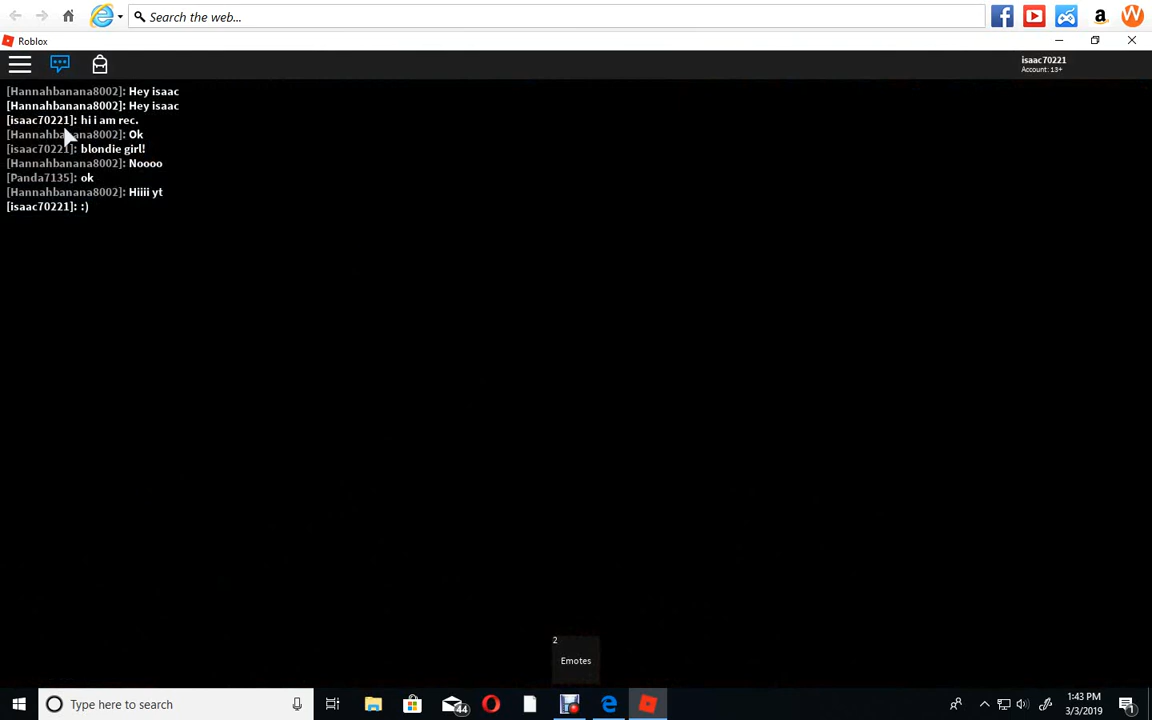 Search the web...
Roblox
isaac70221
Account: 13+
[Hannahbanana8002]: Hey isaac
[Hannahbanana8002]: Hey isaac
[isaac70221]: hi i am rec.
[Hannahbanana8002]: Ok
[isaac70221]: blondie girl!
[Hannahbanana8002]: Noooo
[Panda7135]: ok
[Hannahbanana8002]: Hiiii yt
[isaac70221]: :)
2
Emotes
Type here to search
44
1:43 PM
3/3/2019
1